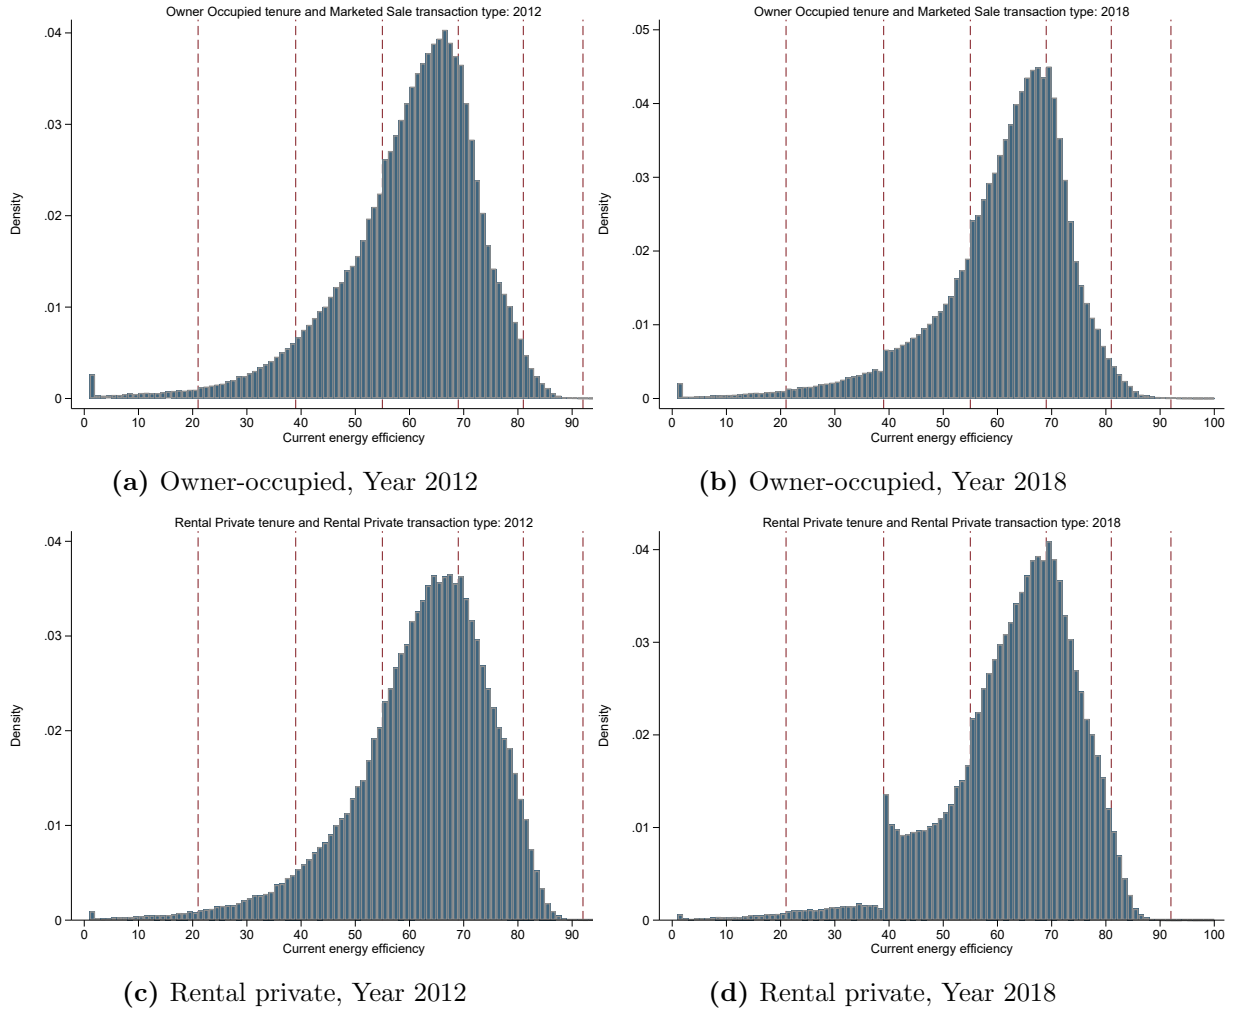 Owner Occupied tenure and Marketed Sale transaction type: 2012
.04
.03
.02
.01
0
Density
0 10 20 30 40 50 60 70 80 90
Current energy efficiency
(a) Owner-occupied, Year 2012
Owner Occupied tenure and Marketed Sale transaction type: 2018
.05
.04
.03
.02
.01
0
Density
0 10 20 30 40 50 60 70 80 90 100
Current energy efficiency
(b) Owner-occupied, Year 2018
Rental Private tenure and Rental Private transaction type: 2012
.04
.03
.02
.01
0
Density
0 10 20 30 40 50 60 70 80 90
Current energy efficiency
(c) Rental private, Year 2012
Rental Private tenure and Rental Private transaction type: 2018
.04
.03
.02
.01
0
Density
0 10 20 30 40 50 60 70 80 90 100
Current energy efficiency
(d) Rental private, Year 2018